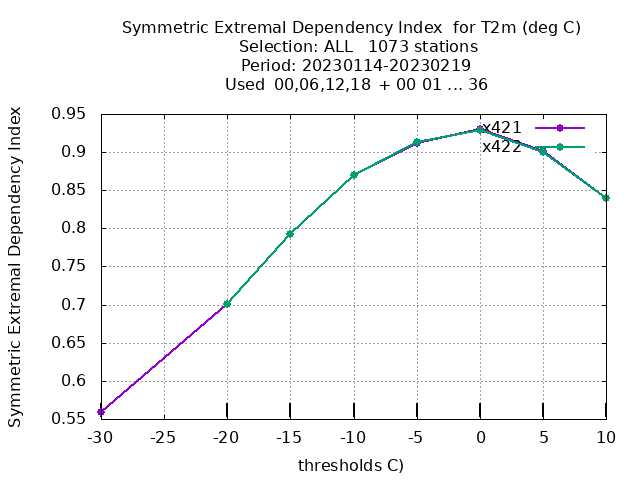 Symmetric Extremal Dependency Index for T2m (deg C)
Selection: ALL 1073 stations
Period: 20230114-20230219
Used 00,06,12,18 + 00 01 ... 36
Symmetric Extremal Dependency Index
0.95
0.9
0.85
0.8
0.75
0.7
0.65
0.6
0.55
x421
x422
-30 -25 -20 -15 -10 -5 0 5 10
thresholds C)